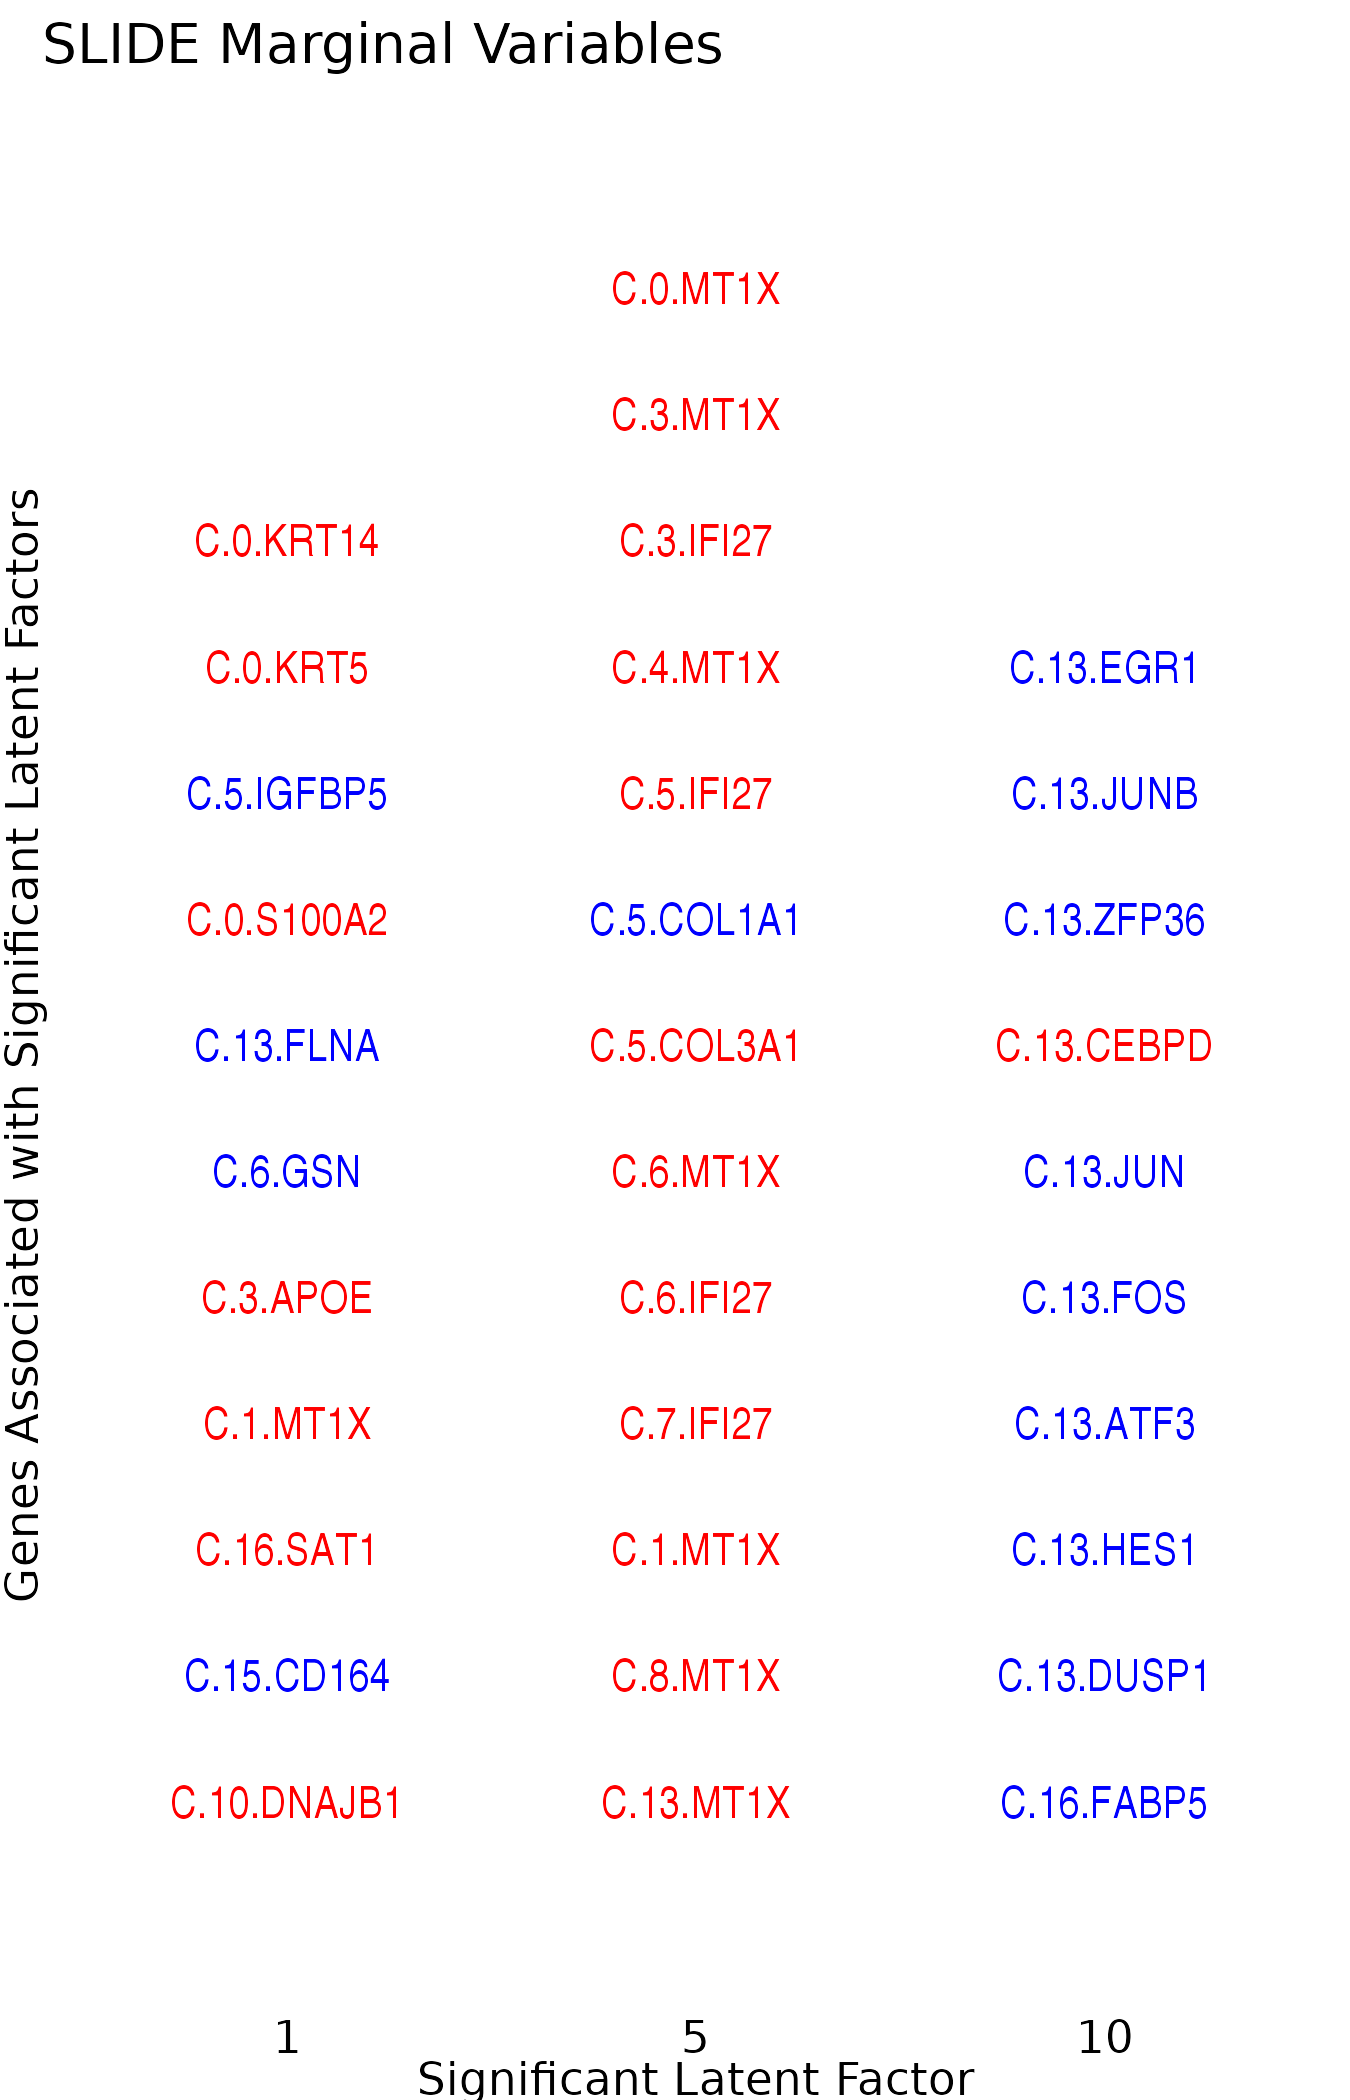 SLIDE Marginal Variables
Genes Associated with Significant Latent Factors
C.0.MT1X
C.3.MT1X
C.0.KRT14 C.3.IFI27
C.0.KRT5 C.4.MT1X C.13.EGR1
C.5.IGFBP5 C.5.IFI27 C.13.JUNB
C.0.S100A2 C.5.COL1A1 C.13.ZFP36
C.13.FLNA C.5.COL3A1 C.13.CEBPD
C.6.GSN C.6.MT1X C.13.JUN
C.3.APOE C.6.IFI27 C.13.FOS
C.1.MT1X C.7.IFI27 C.13.ATF3
C.16.SAT1 C.1.MT1X C.13.HES1
C.15.CD164 C.8.MT1X C.13.DUSP1
C.10.DNAJB1 C.13.MT1X C.16.FABP5
1 5 10
Significant Latent Factor